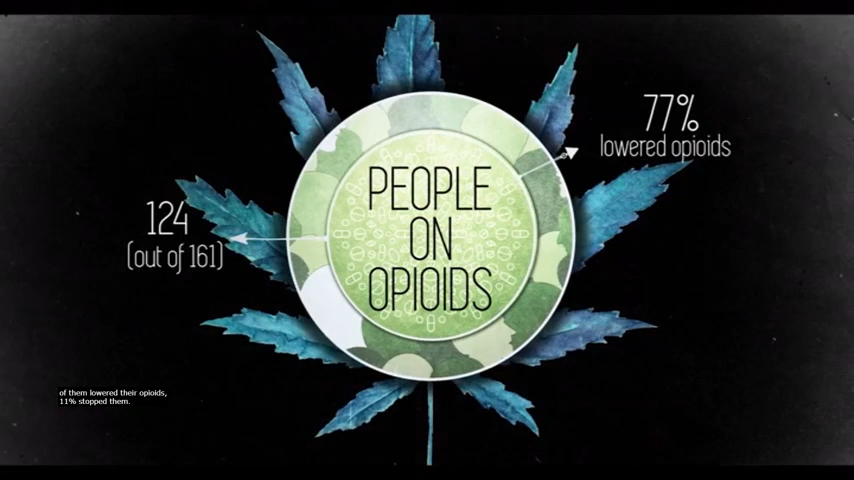 77%
lowered opioids
PEOPLE
ON
OPIOIDS
124
(out of 161)
of them lowered their opioids,
11% stopped them.